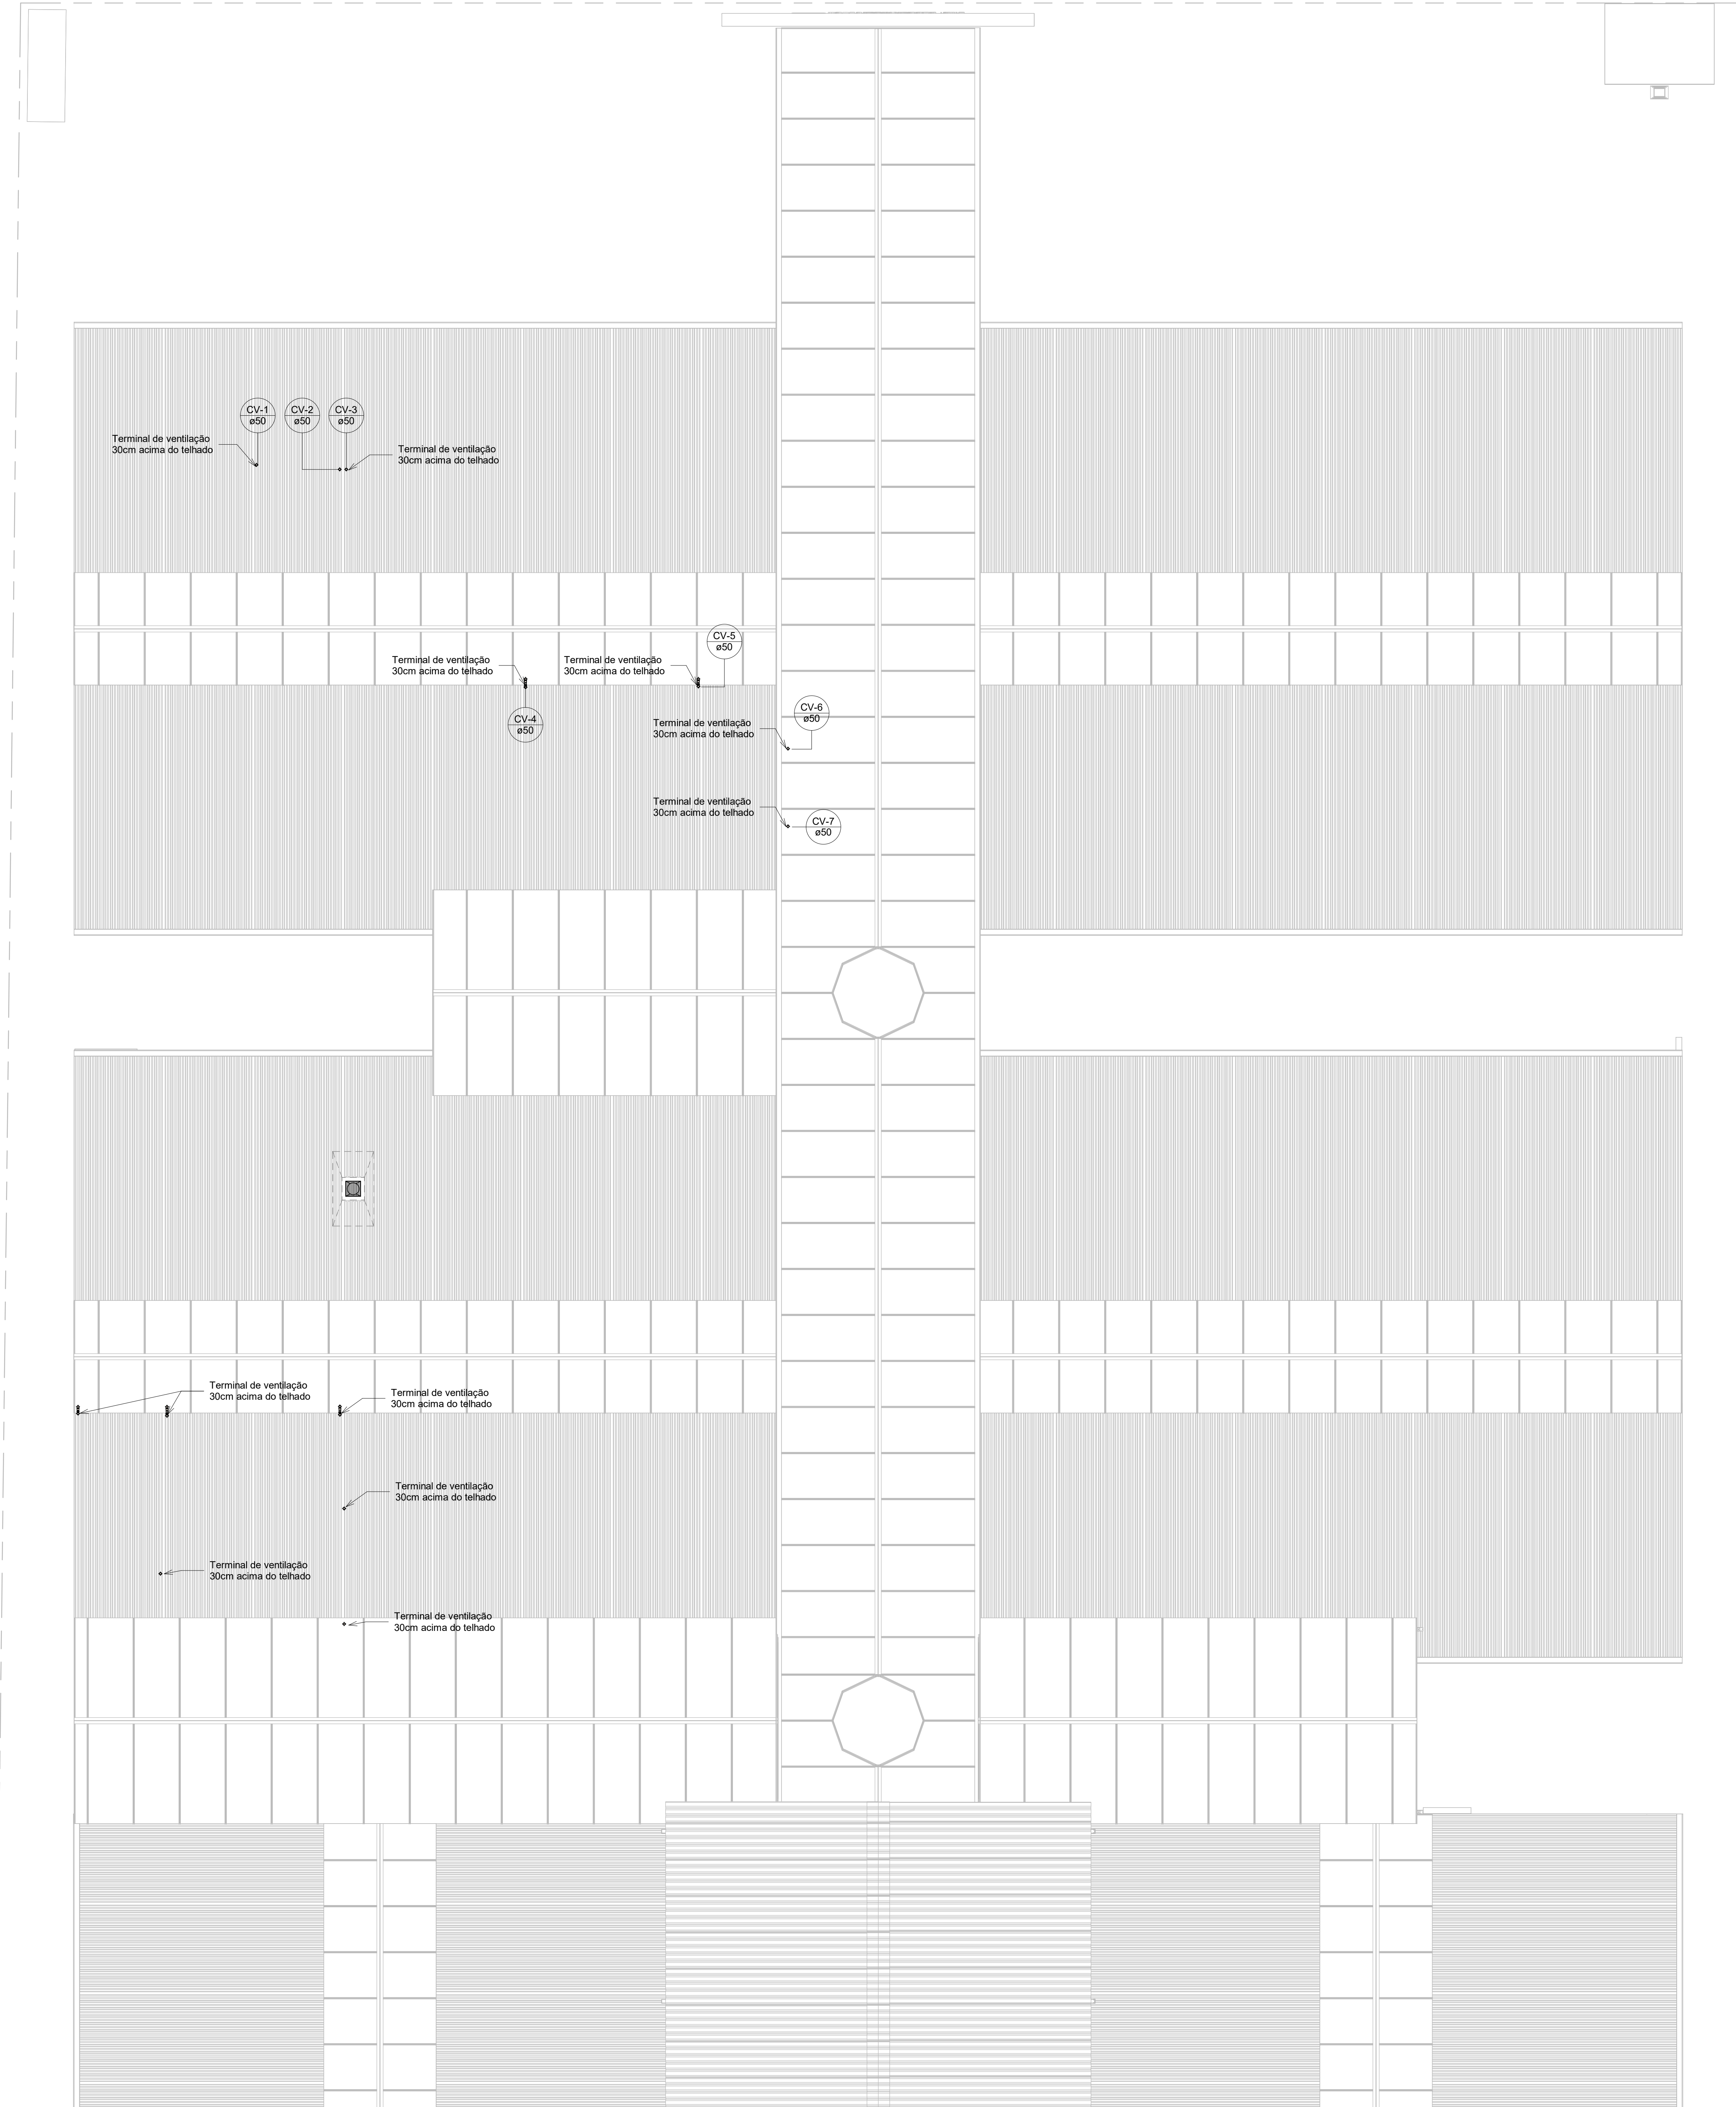 CV-1
ø50
CV-2
ø50
CV-3
ø50
Terminal de ventilação
30cm acima do telhado
Terminal de ventilação
30cm acima do telhado
CV-5
ø50
Terminal de ventilação
30cm acima do telhado
Terminal de ventilação
30cm acima do telhado
CV-4
ø50
CV-6
ø50
Terminal de ventilação
30cm acima do telhado
Terminal de ventilação
30cm acima do telhado
CV-7
ø50
Terminal de ventilação
30cm acima do telhado
Terminal de ventilação
30cm acima do telhado
Terminal de ventilação
30cm acima do telhado
Terminal de ventilação
30cm acima do telhado
Terminal de ventilação
30cm acima do telhado